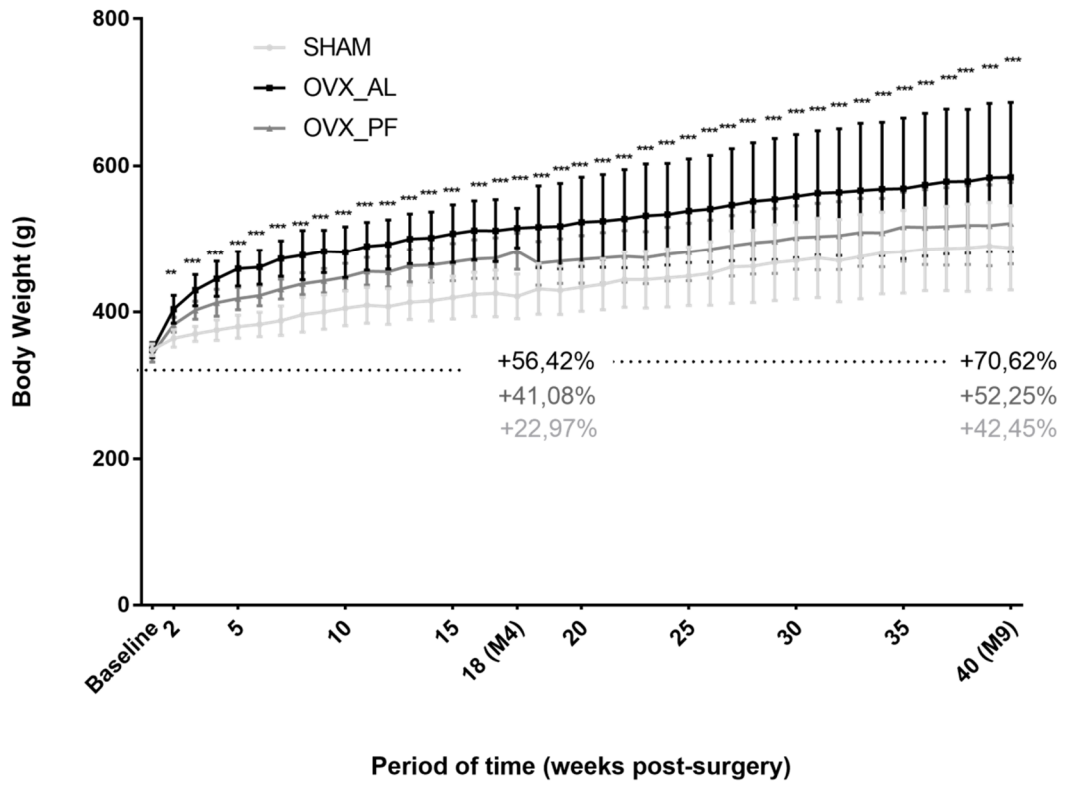 800
600
400
200
0
Body Weight (g)
SHAM
OVX_AL
OVX_PF
** *** *** *** *** *** *** *** *** *** *** *** *** *** *** *** *** *** *** *** *** *** *** *** *** *** *** *** *** *** *** *** *** *** *** *** *** *** ***
+56,42% +70,62%
+41,08% +52,25%
+22,97% +42,45%
Baseline 2 5 10 15 18 (M4) 20 25 30 35 40 (M9)
Period of time (weeks post-surgery)